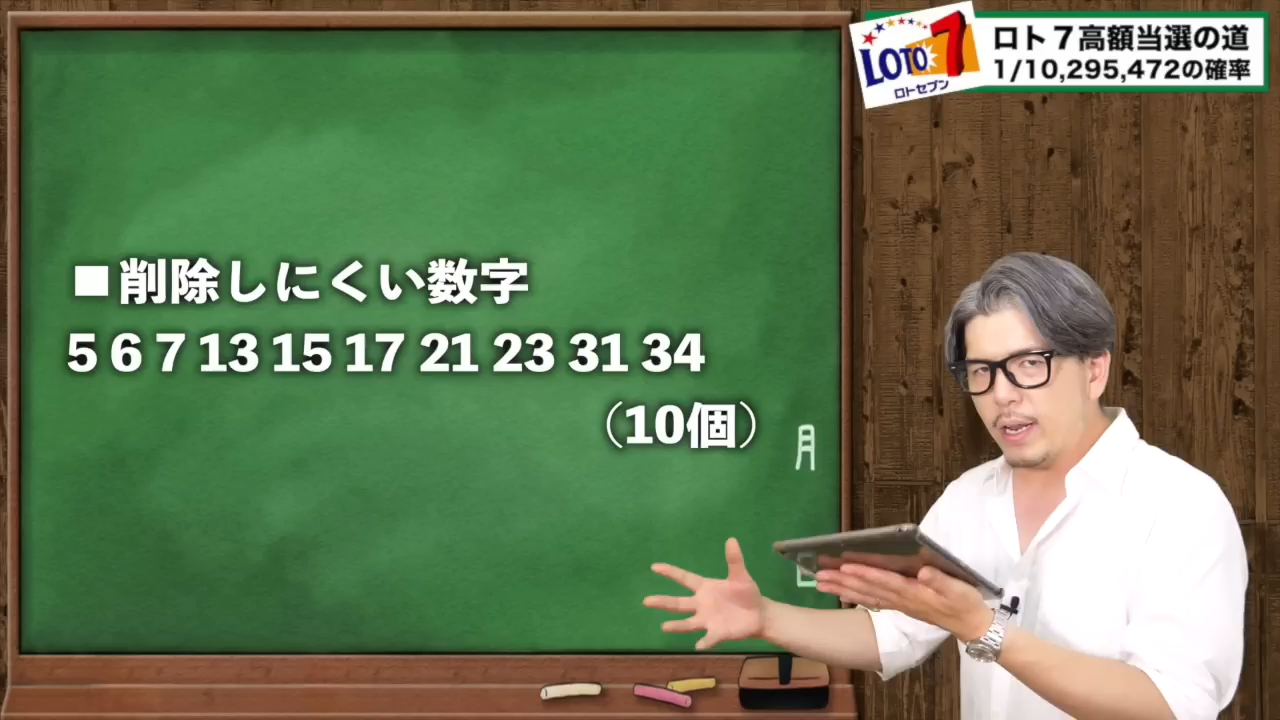 ■削除しにくい数字
5 6 7 13 15 17 21 23 31 34
（10個）
月
日
LOTO 7
ロトセブン
ロト7高額当選の道
1/10,295,472の確率